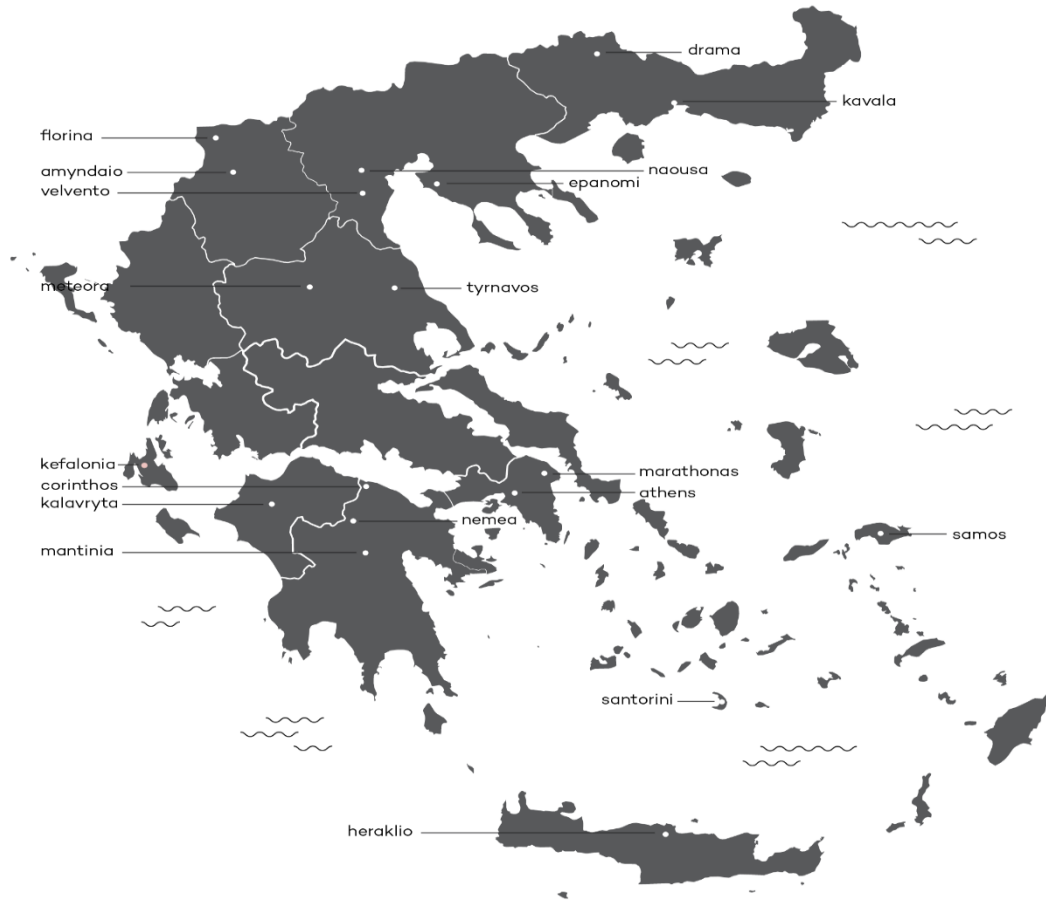 drama
kavala
florina
amyndaio
naousa
epanomi
velvento
meteora
tyrnavos
kefalonia
marathonas
corinthos
athens
kalavryta
nemea
samos
mantinia
santorini
heraklio